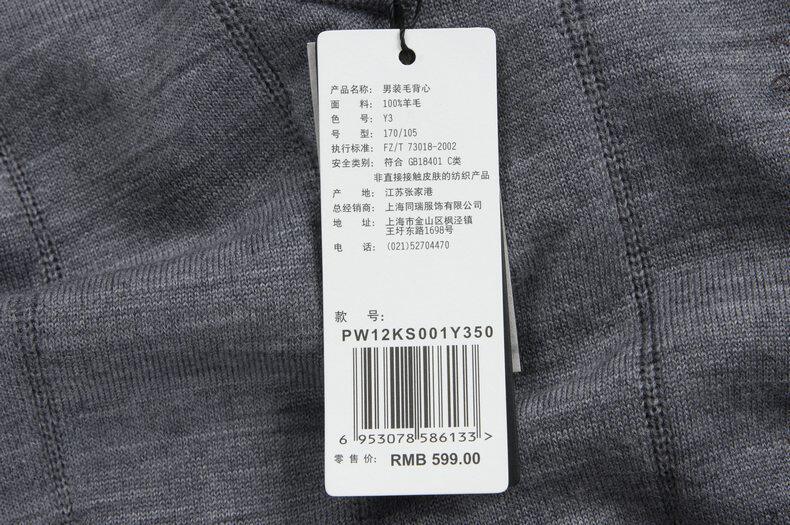 产品名称： 男装毛背心
面 料： 100%羊毛
色 号： Y3
号 型： 170/105
执行标准： FZ/T 73018-2002
安全类别： 符合 GB18401 C类
非直接接触皮肤的纺织产品
产 地： 江苏张家港
总经销商： 上海同瑞服饰有限公司
地 址： 上海市金山区枫泾镇
王圩东路1698号
电 话： (021)52704470
款 号：
PW12KS001Y350
6 953078 586133 >
零售价： RMB 599.00